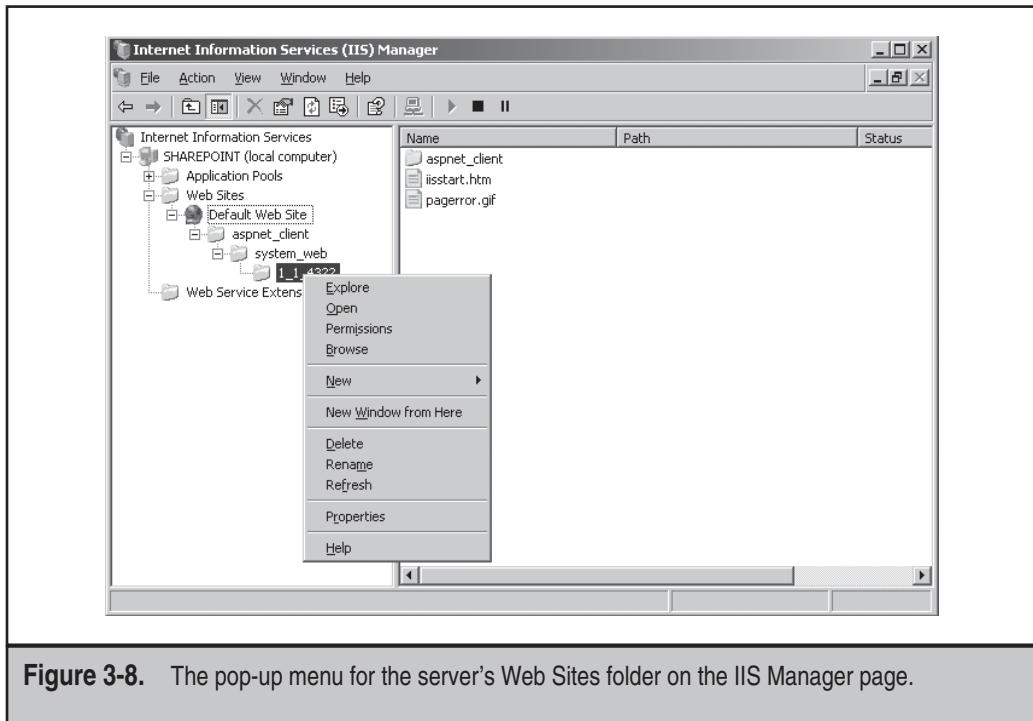 Internet Information Services (IIS) Manager
File Action View Window Help
Internet Information Services
SHAREPOINT (local computer)
Application Pools
Web Sites
Default Web Site
aspnet_client
system_web
1_1_4322
Web Service Extens
Name Path Status
aspnet_client
iisstart.htm
pagerror.gif
Explore
Open
Permissions
Browse
New
New Window from Here
Delete
Rename
Refresh
Properties
Help
Figure 3-8. The pop-up menu for the server’s Web Sites folder on the IIS Manager page.